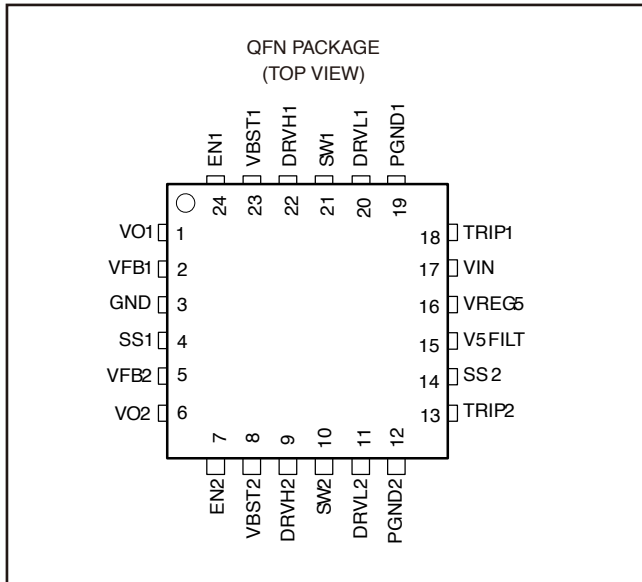 QFN PACKAGE
(TOP VIEW)
EN1
VBST1
DRVH1
SW1
DRVL1
PGND1
24
23
22
21
20
19
VO1 1
VFB1 2
GND 3
SS1 4
VFB2 5
VO2 6
18 TRIP1
17 VIN
16 VREG5
15 V5FILT
14 SS2
13 TRIP2
7
8
9
10
11
12
EN2
VBST2
DRVH2
SW2
DRVL2
PGND2